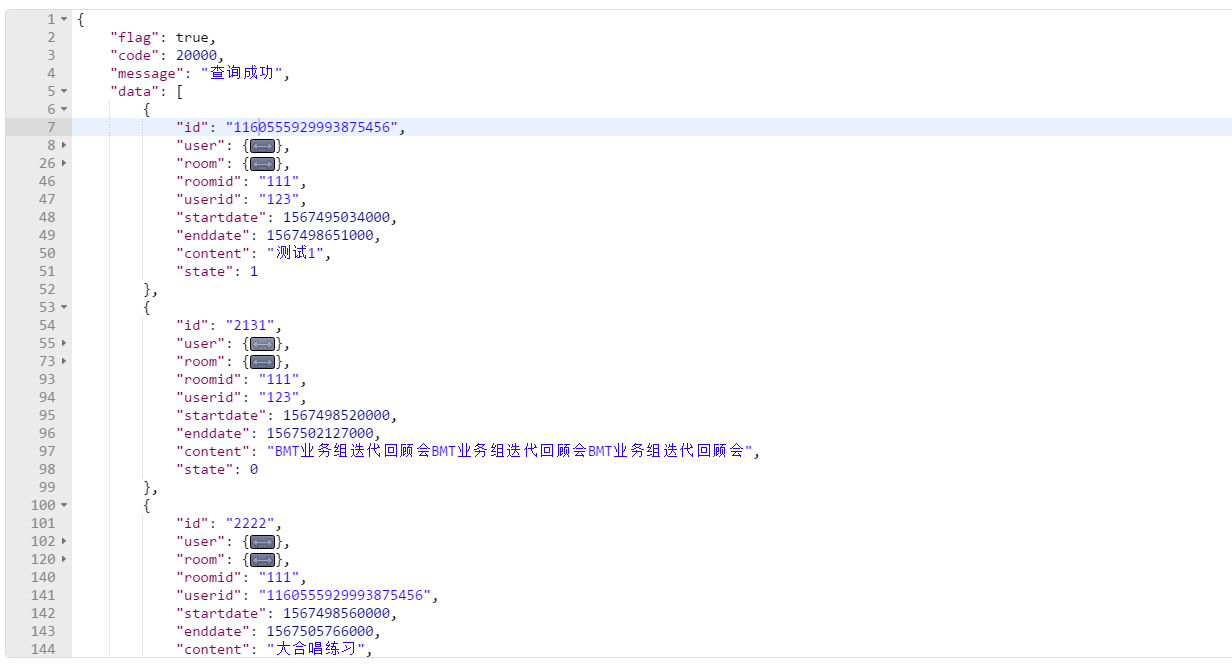 1 {
2 "flag": true,
3 "code": 20000,
4 "message": "查询成功",
5 "data": [
6 {
7 "id": "1160555929993875456",
8 "user": {},
26 "room": {},
46 "roomid": "111",
47 "userid": "123",
48 "startdate": 1567495034000,
49 "enddate": 1567498651000,
50 "content": "测试1",
51 "state": 1
52 },
53 {
54 "id": "2131",
55 "user": {},
73 "room": {},
93 "roomid": "111",
94 "userid": "123",
95 "startdate": 1567498520000,
96 "enddate": 1567502127000,
97 "content": "BMT业务组迭代回顾会BMT业务组迭代回顾会BMT业务组迭代回顾会",
98 "state": 0
99 },
100 {
101 "id": "2222",
102 "user": {},
120 "room": {},
140 "roomid": "111",
141 "userid": "1160555929993875456",
142 "startdate": 1567498560000,
143 "enddate": 1567505766000,
144 "content": "大合唱练习",